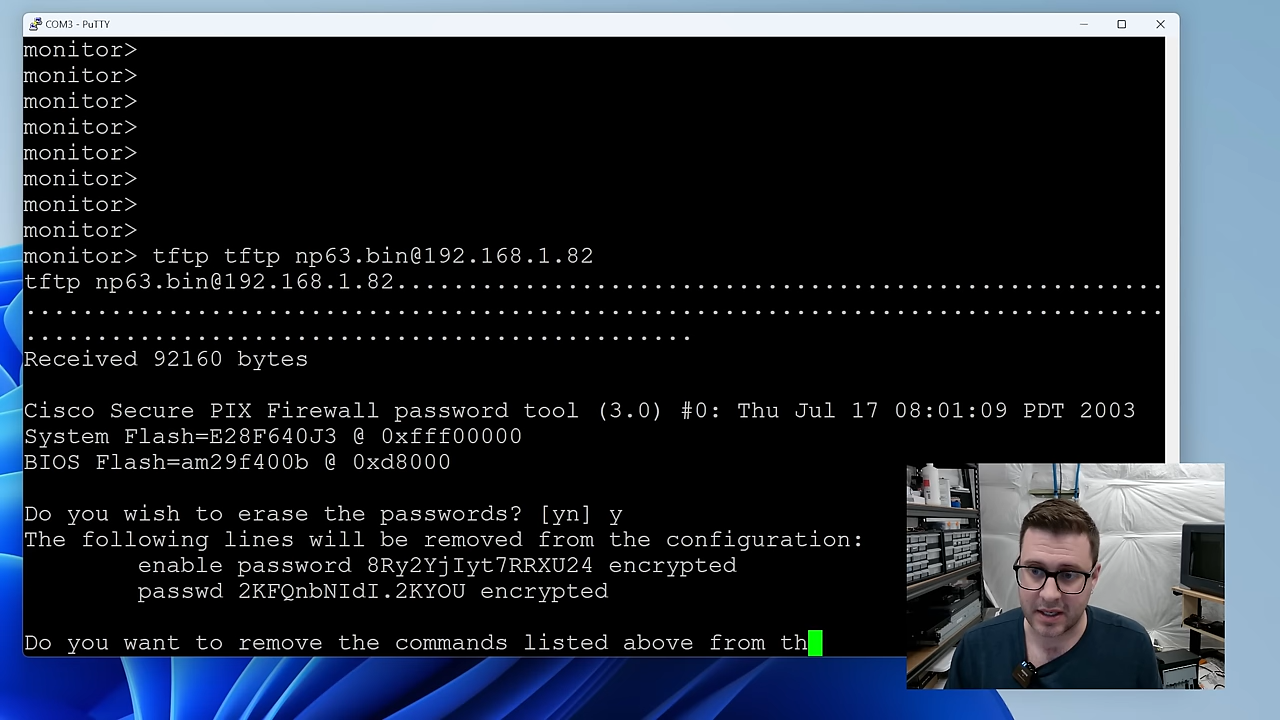 COM3 - PuTTY
monitor>
monitor>
monitor>
monitor>
monitor>
monitor>
monitor>
monitor>
monitor> tftp tftp np63.bin@192.168.1.82
tftp np63.bin@192.168.1.82......................................................
................................................................................
...............................................
Received 92160 bytes
Cisco Secure PIX Firewall password tool (3.0) #0: Thu Jul 17 08:01:09 PDT 2003
System Flash=E28F640J3 @ 0xfff00000
BIOS Flash=am29f400b @ 0xd8000
Do you wish to erase the passwords? [yn] y
The following lines will be removed from the configuration:
enable password 8Ry2YjIyt7RRXU24 encrypted
passwd 2KFQnbNIdI.2KYOU encrypted
Do you want to remove the commands listed above from th